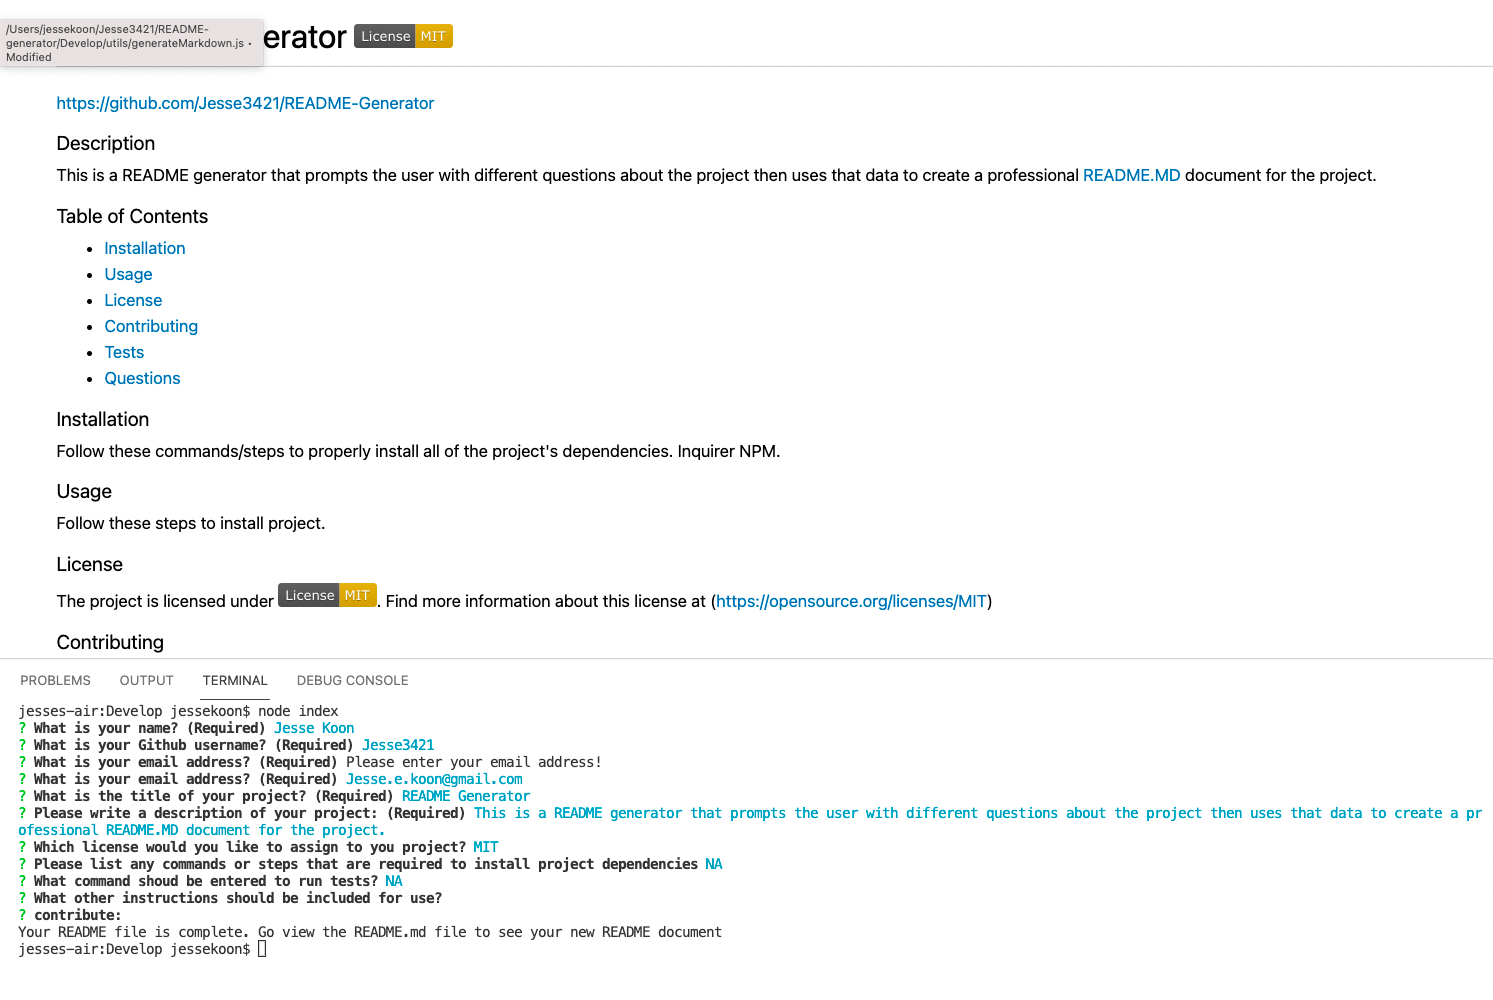 /Users/jessekoon/Jesse3421/README-
generator/Develop/utils/generateMarkdown.js •
Modified
erator License MIT
https://github.com/Jesse3421/README-Generator
Description
This is a README generator that prompts the user with different questions about the project then uses that data to create a professional README.MD document for the project.
Table of Contents
• Installation
• Usage
• License
• Contributing
• Tests
• Questions
Installation
Follow these commands/steps to properly install all of the project's dependencies. Inquirer NPM.
Usage
Follow these steps to install project.
License
The project is licensed under License MIT. Find more information about this license at (https://opensource.org/licenses/MIT)
Contributing
PROBLEMS OUTPUT TERMINAL DEBUG CONSOLE
jesses-air:Develop jessekoon$ node index
? What is your name? (Required) Jesse Koon
? What is your Github username? (Required) Jesse3421
? What is your email address? (Required) Please enter your email address!
? What is your email address? (Required) Jesse.e.koon@gmail.com
? What is the title of your project? (Required) README Generator
? Please write a description of your project: (Required) This is a README generator that prompts the user with different questions about the project then uses that data to create a pr
ofessional README.MD document for the project.
? Which license would you like to assign to you project? MIT
? Please list any commands or steps that are required to install project dependencies NA
? What command shoud be entered to run tests? NA
? What other instructions should be included for use?
? contribute:
Your README file is complete. Go view the README.md file to see your new README document
jesses-air:Develop jessekoon$